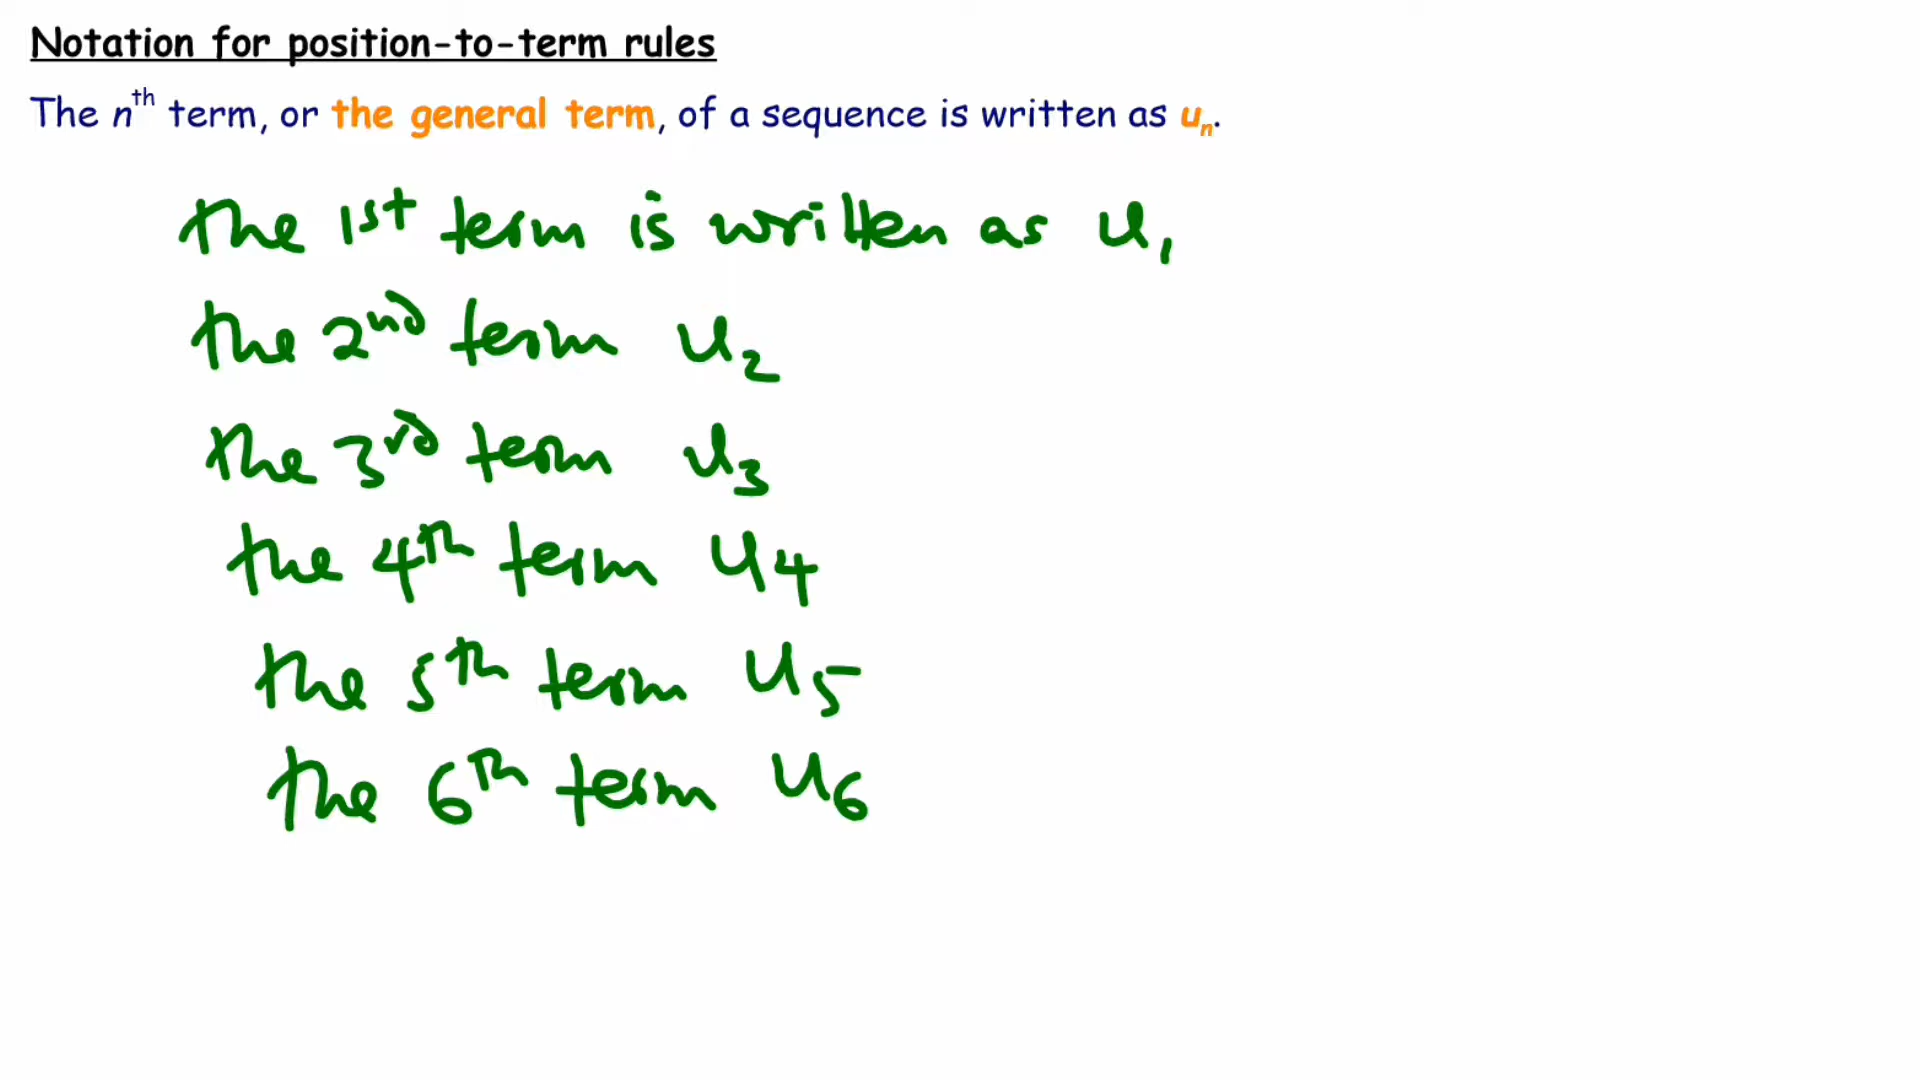 Notation for position-to-term rules
The nth term, or the general term, of a sequence is written as uₙ.
the 1st term is written as u₁
the 2nd term u₂
the 3rd term u₃
the 4th term u₄
the 5th term u₅
the 6th term u₆